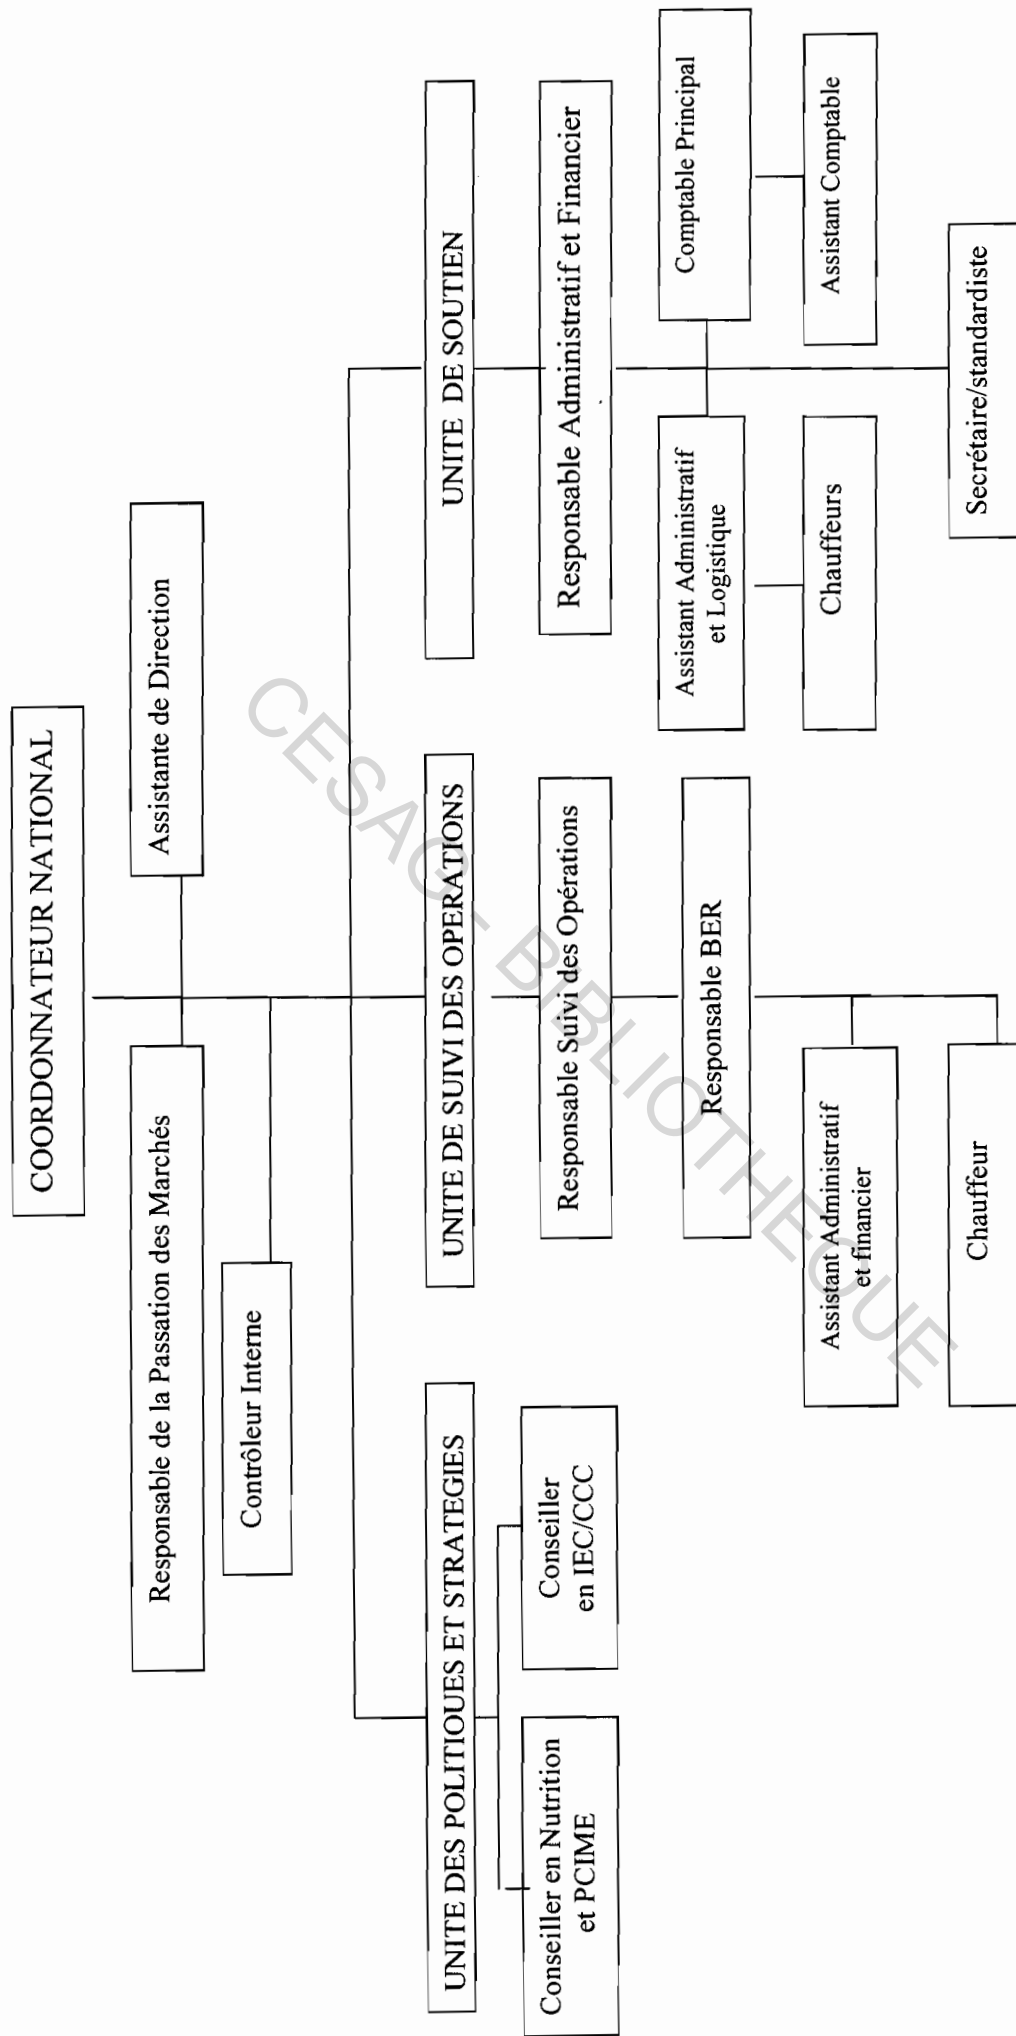 COORDONNATEUR NATIONAL
Responsable de la Passation des Marchés
Assistante de Direction
Contrôleur Interne
UNITE DES POLITIQUES ET STRATEGIES
UNITE DE SUIVI DES OPERATIONS
UNITE DE SOUTIEN
Conseiller en Nutrition
et PCIME
Conseiller
en IEC/CCC
Responsable Suivi des Opérations
Responsable Administratif et Financier
Responsable BER
Assistant Administratif
et Logistique
Comptable Principal
Assistant Administratif
et financier
Chauffeurs
Assistant Comptable
Chauffeur
Secrétaire/standardiste
CESAG - BIBLIOTHEQUE